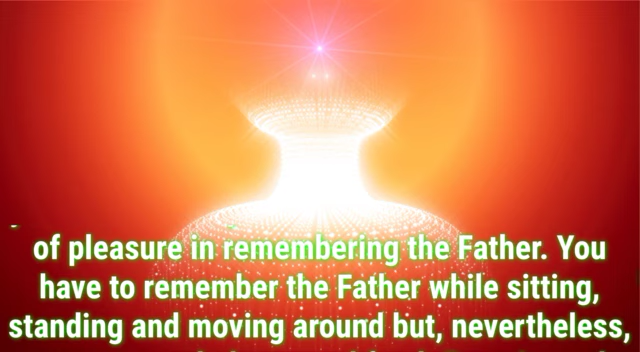 of pleasure in remembering the Father. You
have to remember the Father while sitting,
standing and moving around but, nevertheless,